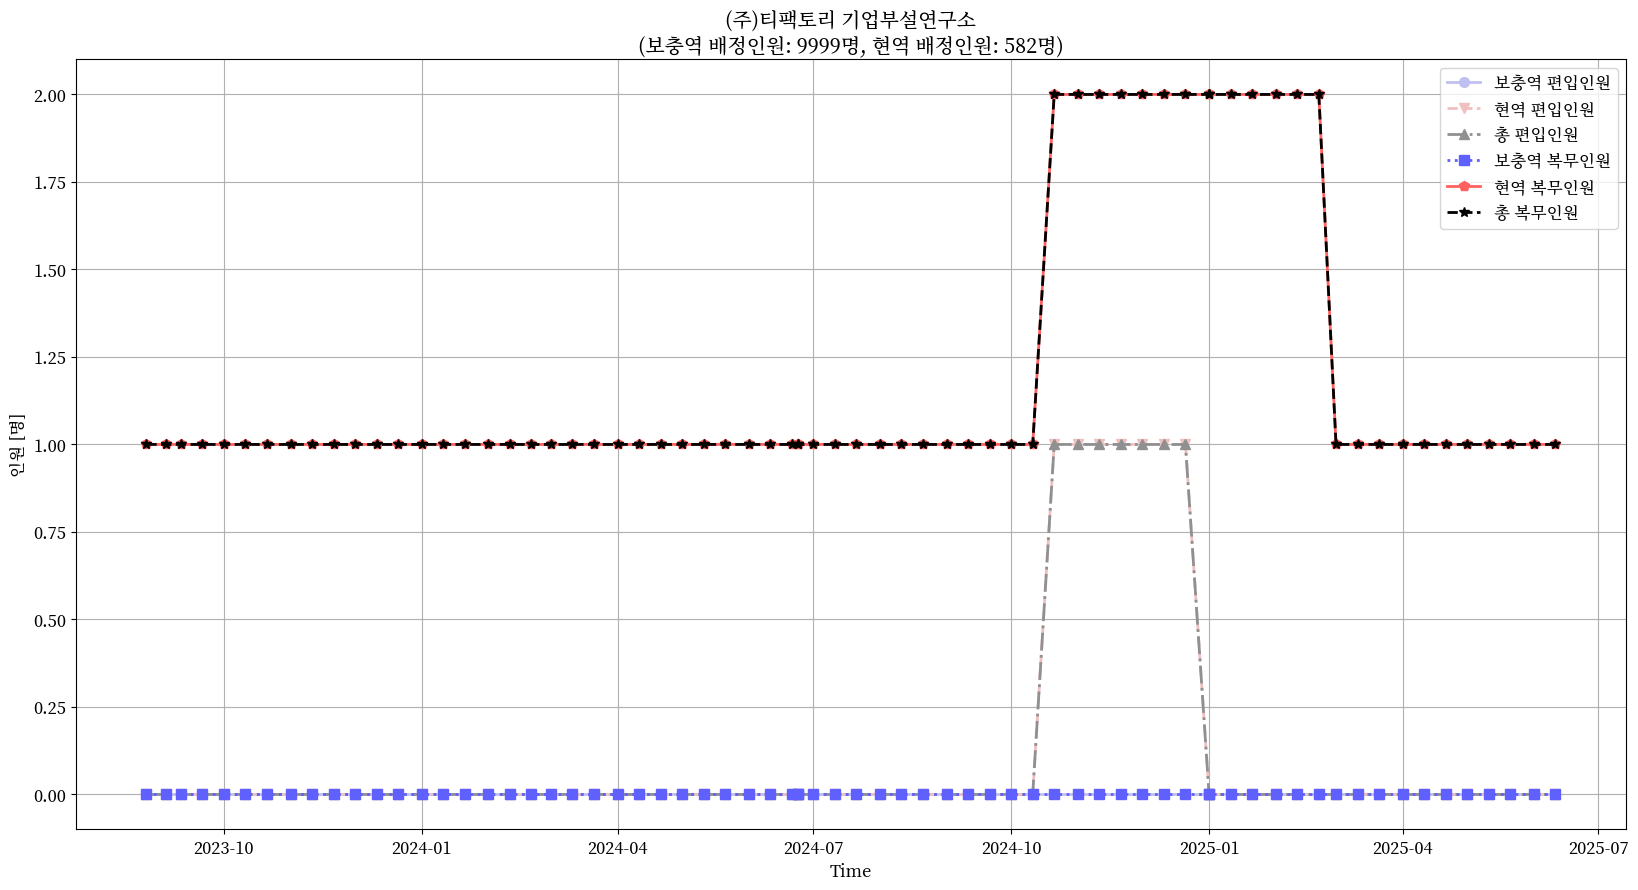 (주)티팩토리 기업부설연구소
(보충역 배정인원: 9999명, 현역 배정인원: 582명)
보충역 편입인원
현역 편입인원
총 편입인원
보충역 복무인원
현역 복무인원
총 복무인원
인원 [명]
2.00
1.75
1.50
1.25
1.00
0.75
0.50
0.25
0.00
2023-10
2024-01
2024-04
2024-07
2024-10
2025-01
2025-04
2025-07
Time